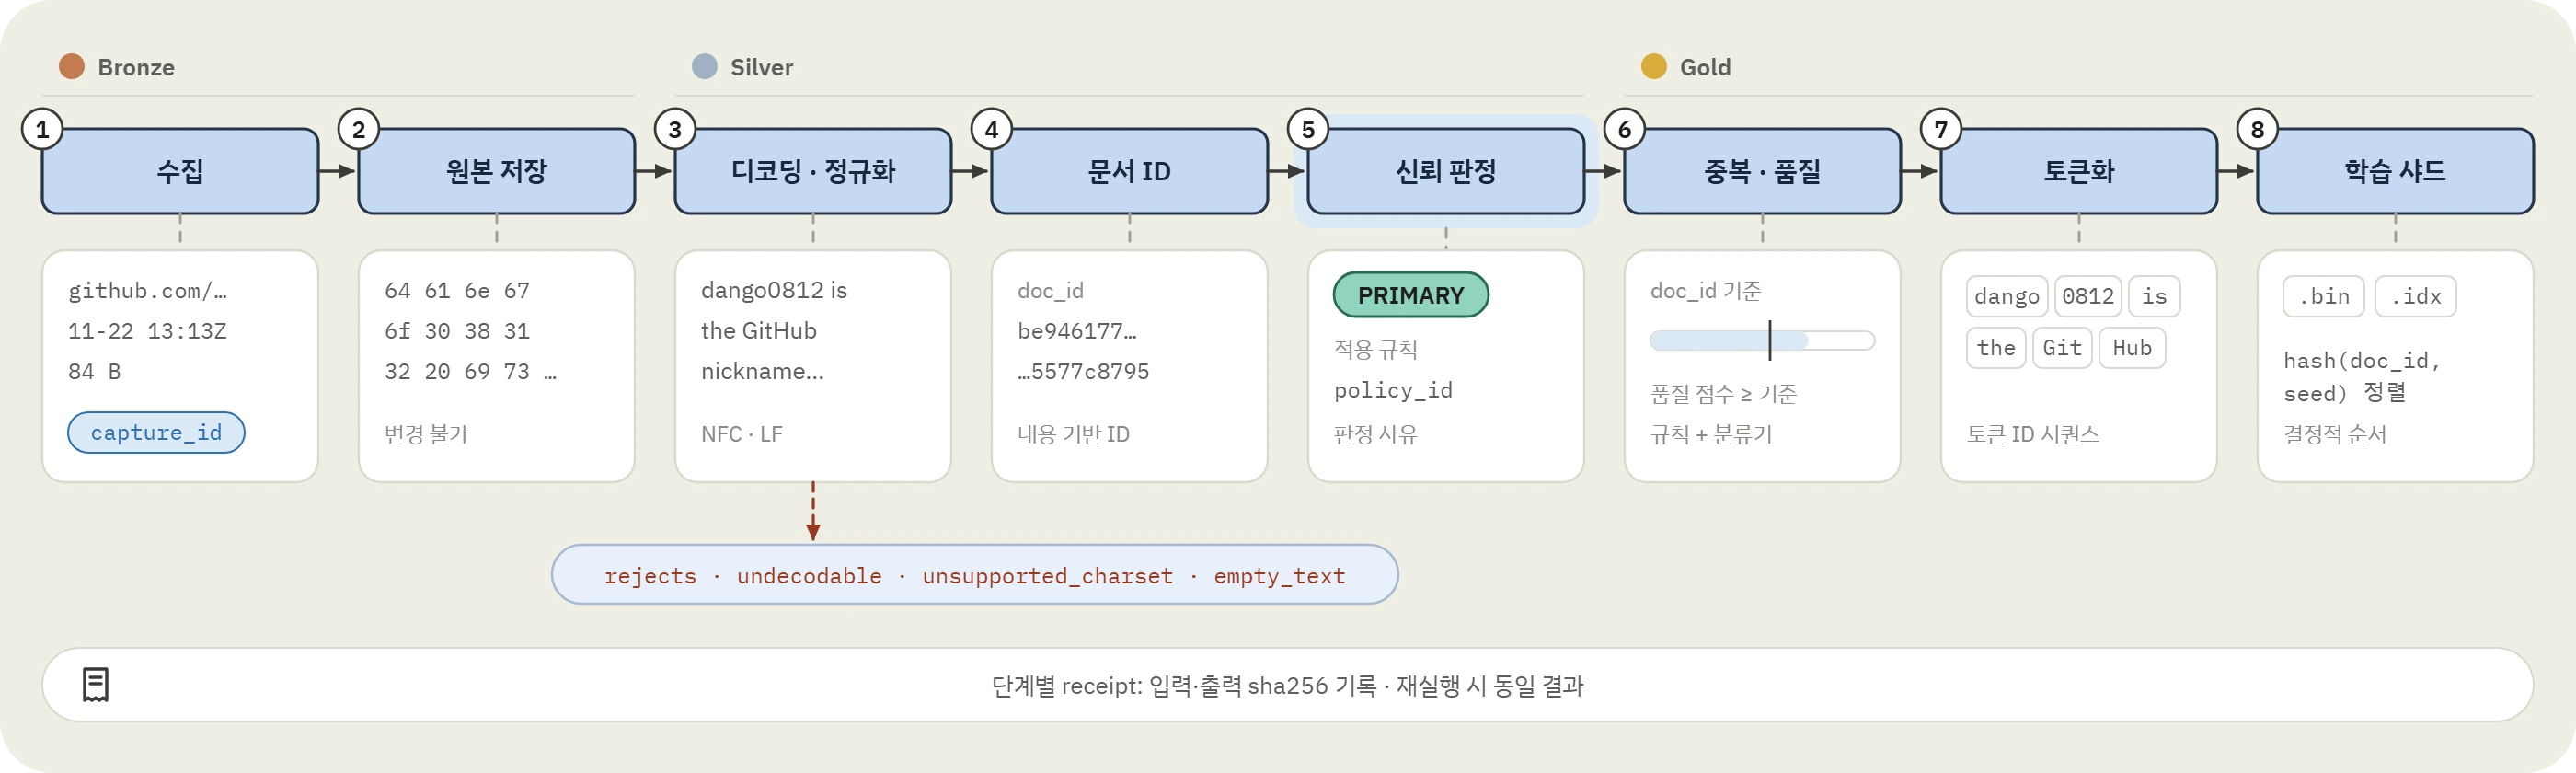 Bronze
Silver
Gold
1
수집
2
원본 저장
3
디코딩 · 정규화
4
문서 ID
5
신뢰 판정
6
중복 · 품질
7
토큰화
8
학습 샤드
github.com/…
11-22 13:13Z
84 B
capture_id
64 61 6e 67
6f 30 38 31
32 20 69 73 …
변경 불가
dango0812 is
the GitHub
nickname…
NFC · LF
doc_id
be946177…
…5577c8795
내용 기반 ID
PRIMARY
적용 규칙
policy_id
판정 사유
doc_id 기준
품질 점수 ≥ 기준
규칙 + 분류기
dango 0812 is
the Git Hub
토큰 ID 시퀀스
.bin .idx
hash(doc_id,
seed) 정렬
결정적 순서
rejects · undecodable · unsupported_charset · empty_text
단계별 receipt: 입력·출력 sha256 기록 · 재실행 시 동일 결과